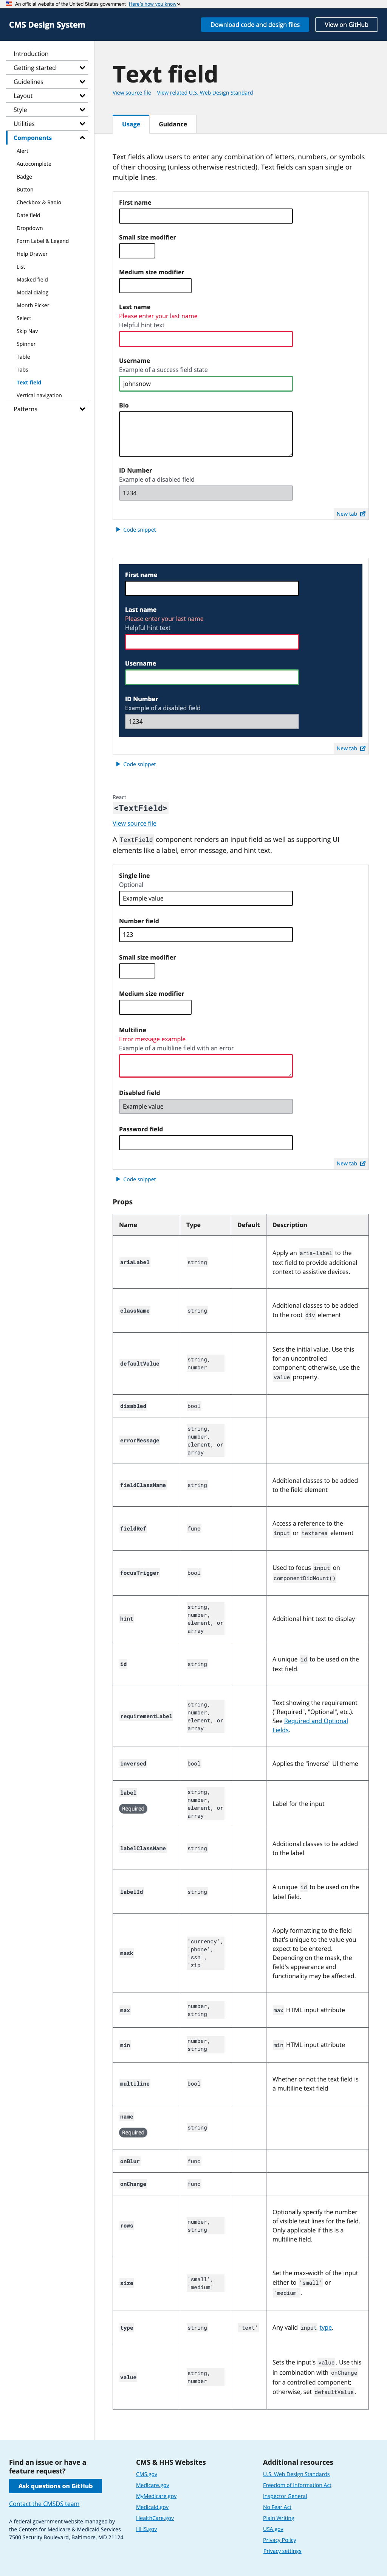 An official website of the United States government Here's how you know
CMS Design System
Download code and design files
View on GitHub
Introduction
Getting started
Guidelines
Layout
Style
Utilities
Components
Alert
Autocomplete
Badge
Button
Checkbox & Radio
Date field
Dropdown
Form Label & Legend
Help Drawer
List
Masked field
Modal dialog
Month Picker
Select
Skip Nav
Spinner
Table
Tabs
Text field
Vertical navigation
Patterns
Text field
View source file
View related U.S. Web Design Standard
Usage
Guidance
Text fields allow users to enter any combination of letters, numbers, or symbols
of their choosing (unless otherwise restricted). Text fields can span single or
multiple lines.
First name
Small size modifier
Medium size modifier
Last name
Please enter your last name
Helpful hint text
Username
Example of a success field state
johnsnow
Bio
ID Number
Example of a disabled field
1234
New tab
Code snippet
First name
Last name
Please enter your last name
Helpful hint text
Username
ID Number
Example of a disabled field
1234
New tab
Code snippet
React
<TextField>
View source file
A TextField component renders an input field as well as supporting UI
elements like a label, error message, and hint text.
Single line
Optional
Example value
Number field
123
Small size modifier
Medium size modifier
Multiline
Error message example
Example of a multiline field with an error
Disabled field
Example value
Password field
New tab
Code snippet
Props
Name Type Default Description
ariaLabel string Apply an aria-label to the
text field to provide additional
context to assistive devices.
className string Additional classes to be added
to the root div element
defaultValue string,
number
Sets the initial value. Use this
for an uncontrolled
component; otherwise, use the
value property.
disabled bool
errorMessage string,
number,
element, or
array
fieldClassName string Additional classes to be added
to the field element
fieldRef func Access a reference to the
input or textarea element
focusTrigger bool Used to focus input on
componentDidMount()
hint string,
number,
element, or
array
Additional hint text to display
id string A unique id to be used on the
text field.
requirementLabel string,
number,
element, or
array
Text showing the requirement
("Required", "Optional", etc.).
See Required and Optional
Fields.
inversed bool Applies the "inverse" UI theme
label
Required
string,
number,
element, or
array
Label for the input
labelClassName string Additional classes to be added
to the label
labelId string A unique id to be used on the
label field.
mask 'currency',
'phone',
'ssn',
'zip'
Apply formatting to the field
that's unique to the value you
expect to be entered.
Depending on the mask, the
field's appearance and
functionality may be affected.
max number,
string
max HTML input attribute
min number,
string
min HTML input attribute
multiline bool Whether or not the text field is
a multiline text field
name
Required
string
onBlur func
onChange func
rows number,
string
Optionally specify the number
of visible text lines for the field.
Only applicable if this is a
multiline field.
size 'small',
'medium'
Set the max-width of the input
either to 'small' or
'medium'.
type string 'text' Any valid input type.
value string,
number
Sets the input's value. Use this
in combination with onChange
for a controlled component;
otherwise, set defaultValue.
Find an issue or have a
feature request?
Ask questions on GitHub
Contact the CMSDS team
A federal government website managed by
the Centers for Medicare & Medicaid Services
7500 Security Boulevard, Baltimore, MD 21124
CMS & HHS Websites
CMS.gov
Medicare.gov
MyMedicare.gov
Medicaid.gov
HealthCare.gov
HHS.gov
Additional resources
U.S. Web Design Standards
Freedom of Information Act
Inspector General
No Fear Act
Plain Writing
USA.gov
Privacy Policy
Privacy settings